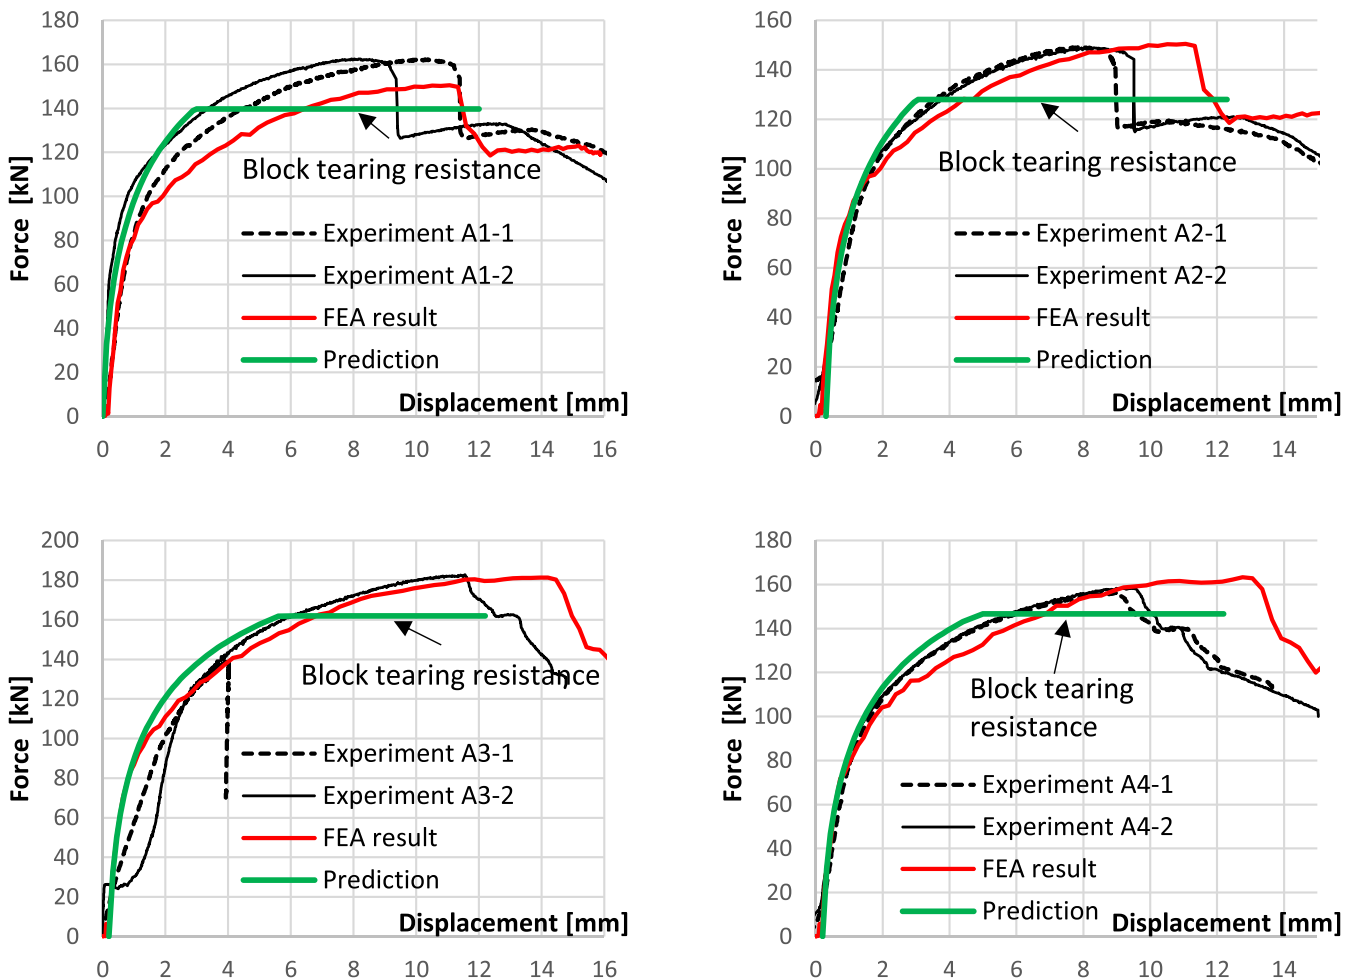 180
160
140
120
100
80
60
40
20
0
Force [kN]
Block tearing resistance
Experiment A1-1
Experiment A1-2
FEA result
Prediction
Displacement [mm]
0 2 4 6 8 10 12 14 16
160
140
120
100
80
60
40
20
0
Force [kN]
Block tearing resistance
Experiment A2-1
Experiment A2-2
FEA result
Prediction
Displacement [mm]
0 2 4 6 8 10 12 14
200
180
160
140
120
100
80
60
40
20
0
Force [kN]
Block tearing resistance
Experiment A3-1
Experiment A3-2
FEA result
Prediction
Displacement [mm]
0 2 4 6 8 10 12 14 16
180
160
140
120
100
80
60
40
20
0
Force [kN]
Block tearing
resistance
Experiment A4-1
Experiment A4-2
FEA result
Prediction
Displacement [mm]
0 2 4 6 8 10 12 14